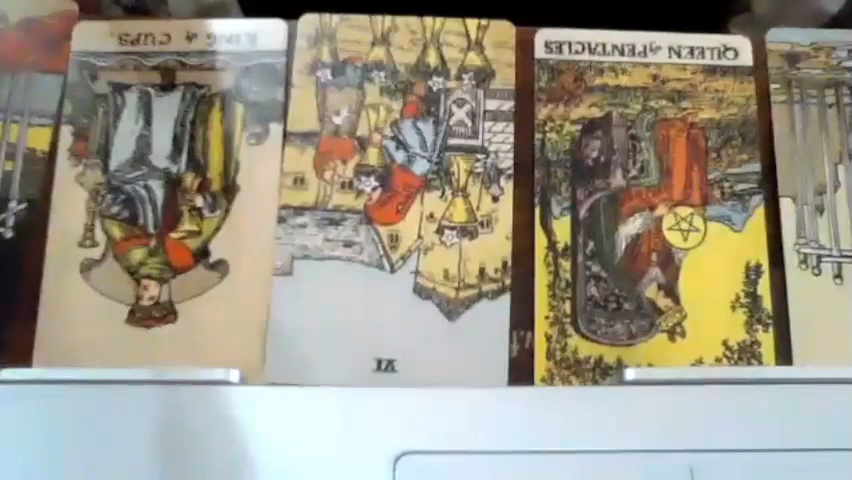 KING of CUPS.
VI
QUEEN of PENTACLES